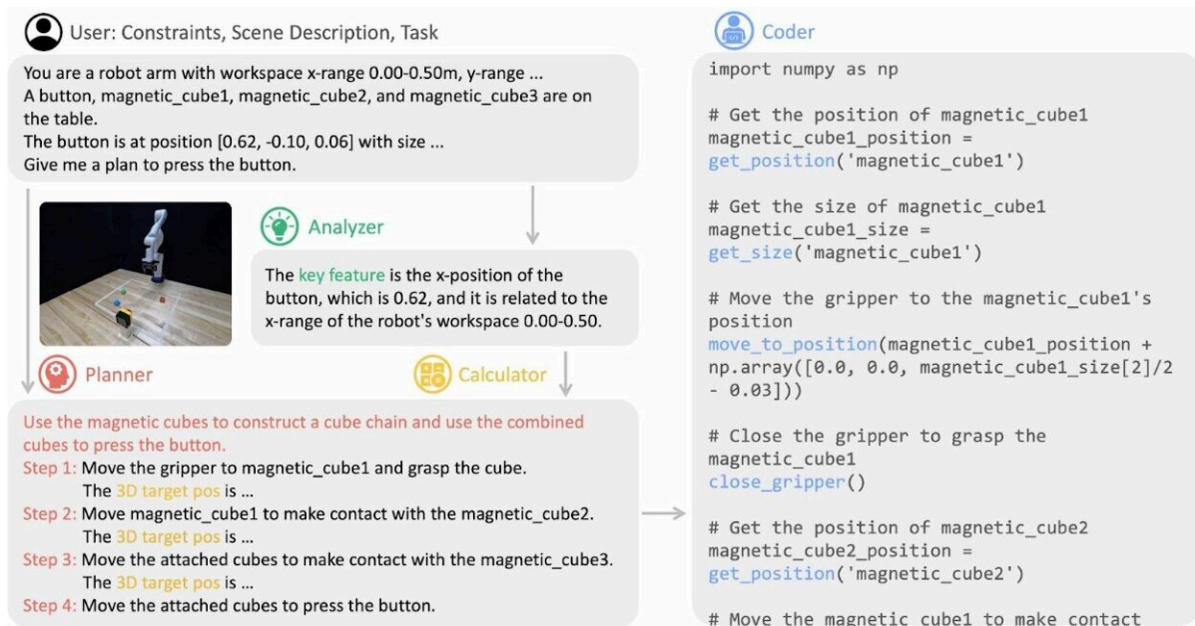 User: Constraints, Scene Description, Task
You are a robot arm with workspace x-range 0.00-0.50m, y-range ...
A button, magnetic_cube1, magnetic_cube2, and magnetic_cube3 are on
the table.
The button is at position [0.62, -0.10, 0.06] with size ...
Give me a plan to press the button.
Analyzer
The key feature is the x-position of the
button, which is 0.62, and it is related to the
x-range of the robot's workspace 0.00-0.50.
Planner
Calculator
Use the magnetic cubes to construct a cube chain and use the combined
cubes to press the button.
Step 1: Move the gripper to magnetic_cube1 and grasp the cube.
The 3D target pos is ...
Step 2: Move magnetic_cube1 to make contact with the magnetic_cube2.
The 3D target pos is ...
Step 3: Move the attached cubes to make contact with the magnetic_cube3.
The 3D target pos is ...
Step 4: Move the attached cubes to press the button.
Coder
import numpy as np
# Get the position of magnetic_cube1
magnetic_cube1_position =
get_position('magnetic_cube1')
# Get the size of magnetic_cube1
magnetic_cube1_size =
get_size('magnetic_cube1')
# Move the gripper to the magnetic_cube1's
position
move_to_position(magnetic_cube1_position +
np.array([0.0, 0.0, magnetic_cube1_size[2]/2
- 0.03]))
# Close the gripper to grasp the
magnetic_cube1
close_gripper()
# Get the position of magnetic_cube2
magnetic_cube2_position =
get_position('magnetic_cube2')
# Move the magnetic cube1 to make contact